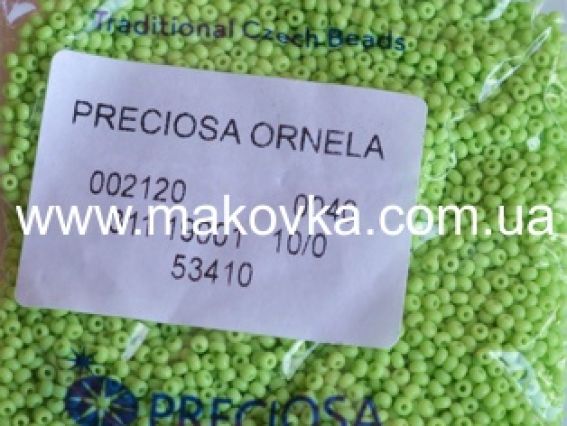 Traditional Czech Beads
PRECIOSA ORNELA
002120
www.makovka.com.ua
10/0
53410
PRECIOSA